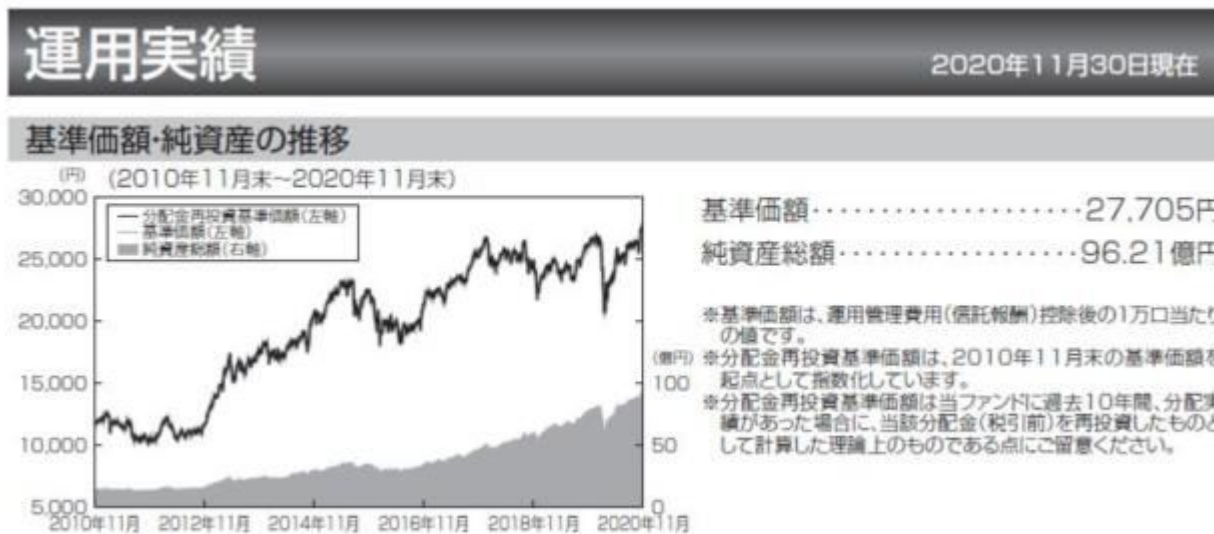 運用実績
2020年11月30日現在
基準価額・純資産の推移
(円) (2010年11月末~2020年11月末)
30,000
25,000
20,000
15,000
10,000
5,000
分配金再投資基準価額(左軸)
基準価額(左軸)
純資産総額(右軸)
(億円)
100
50
0
2010年11月 2012年11月 2014年11月 2016年11月 2018年11月 2020年11月
基準価額・・・・・・・・・・・・・・・・・・・・27,705円
純資産総額・・・・・・・・・・・・・・・・・・96.21億円
※基準価額は、運用管理費用(信託報酬)控除後の1万口当たり
の値です。
※分配金再投資基準価額は、2010年11月末の基準価額を
起点として指数化しています。
※分配金再投資基準価額は当ファンドに過去10年間、分配実
績があった場合に、当該分配金(税引前)を再投資したものと
して計算した理論上のものである点にご留意ください。